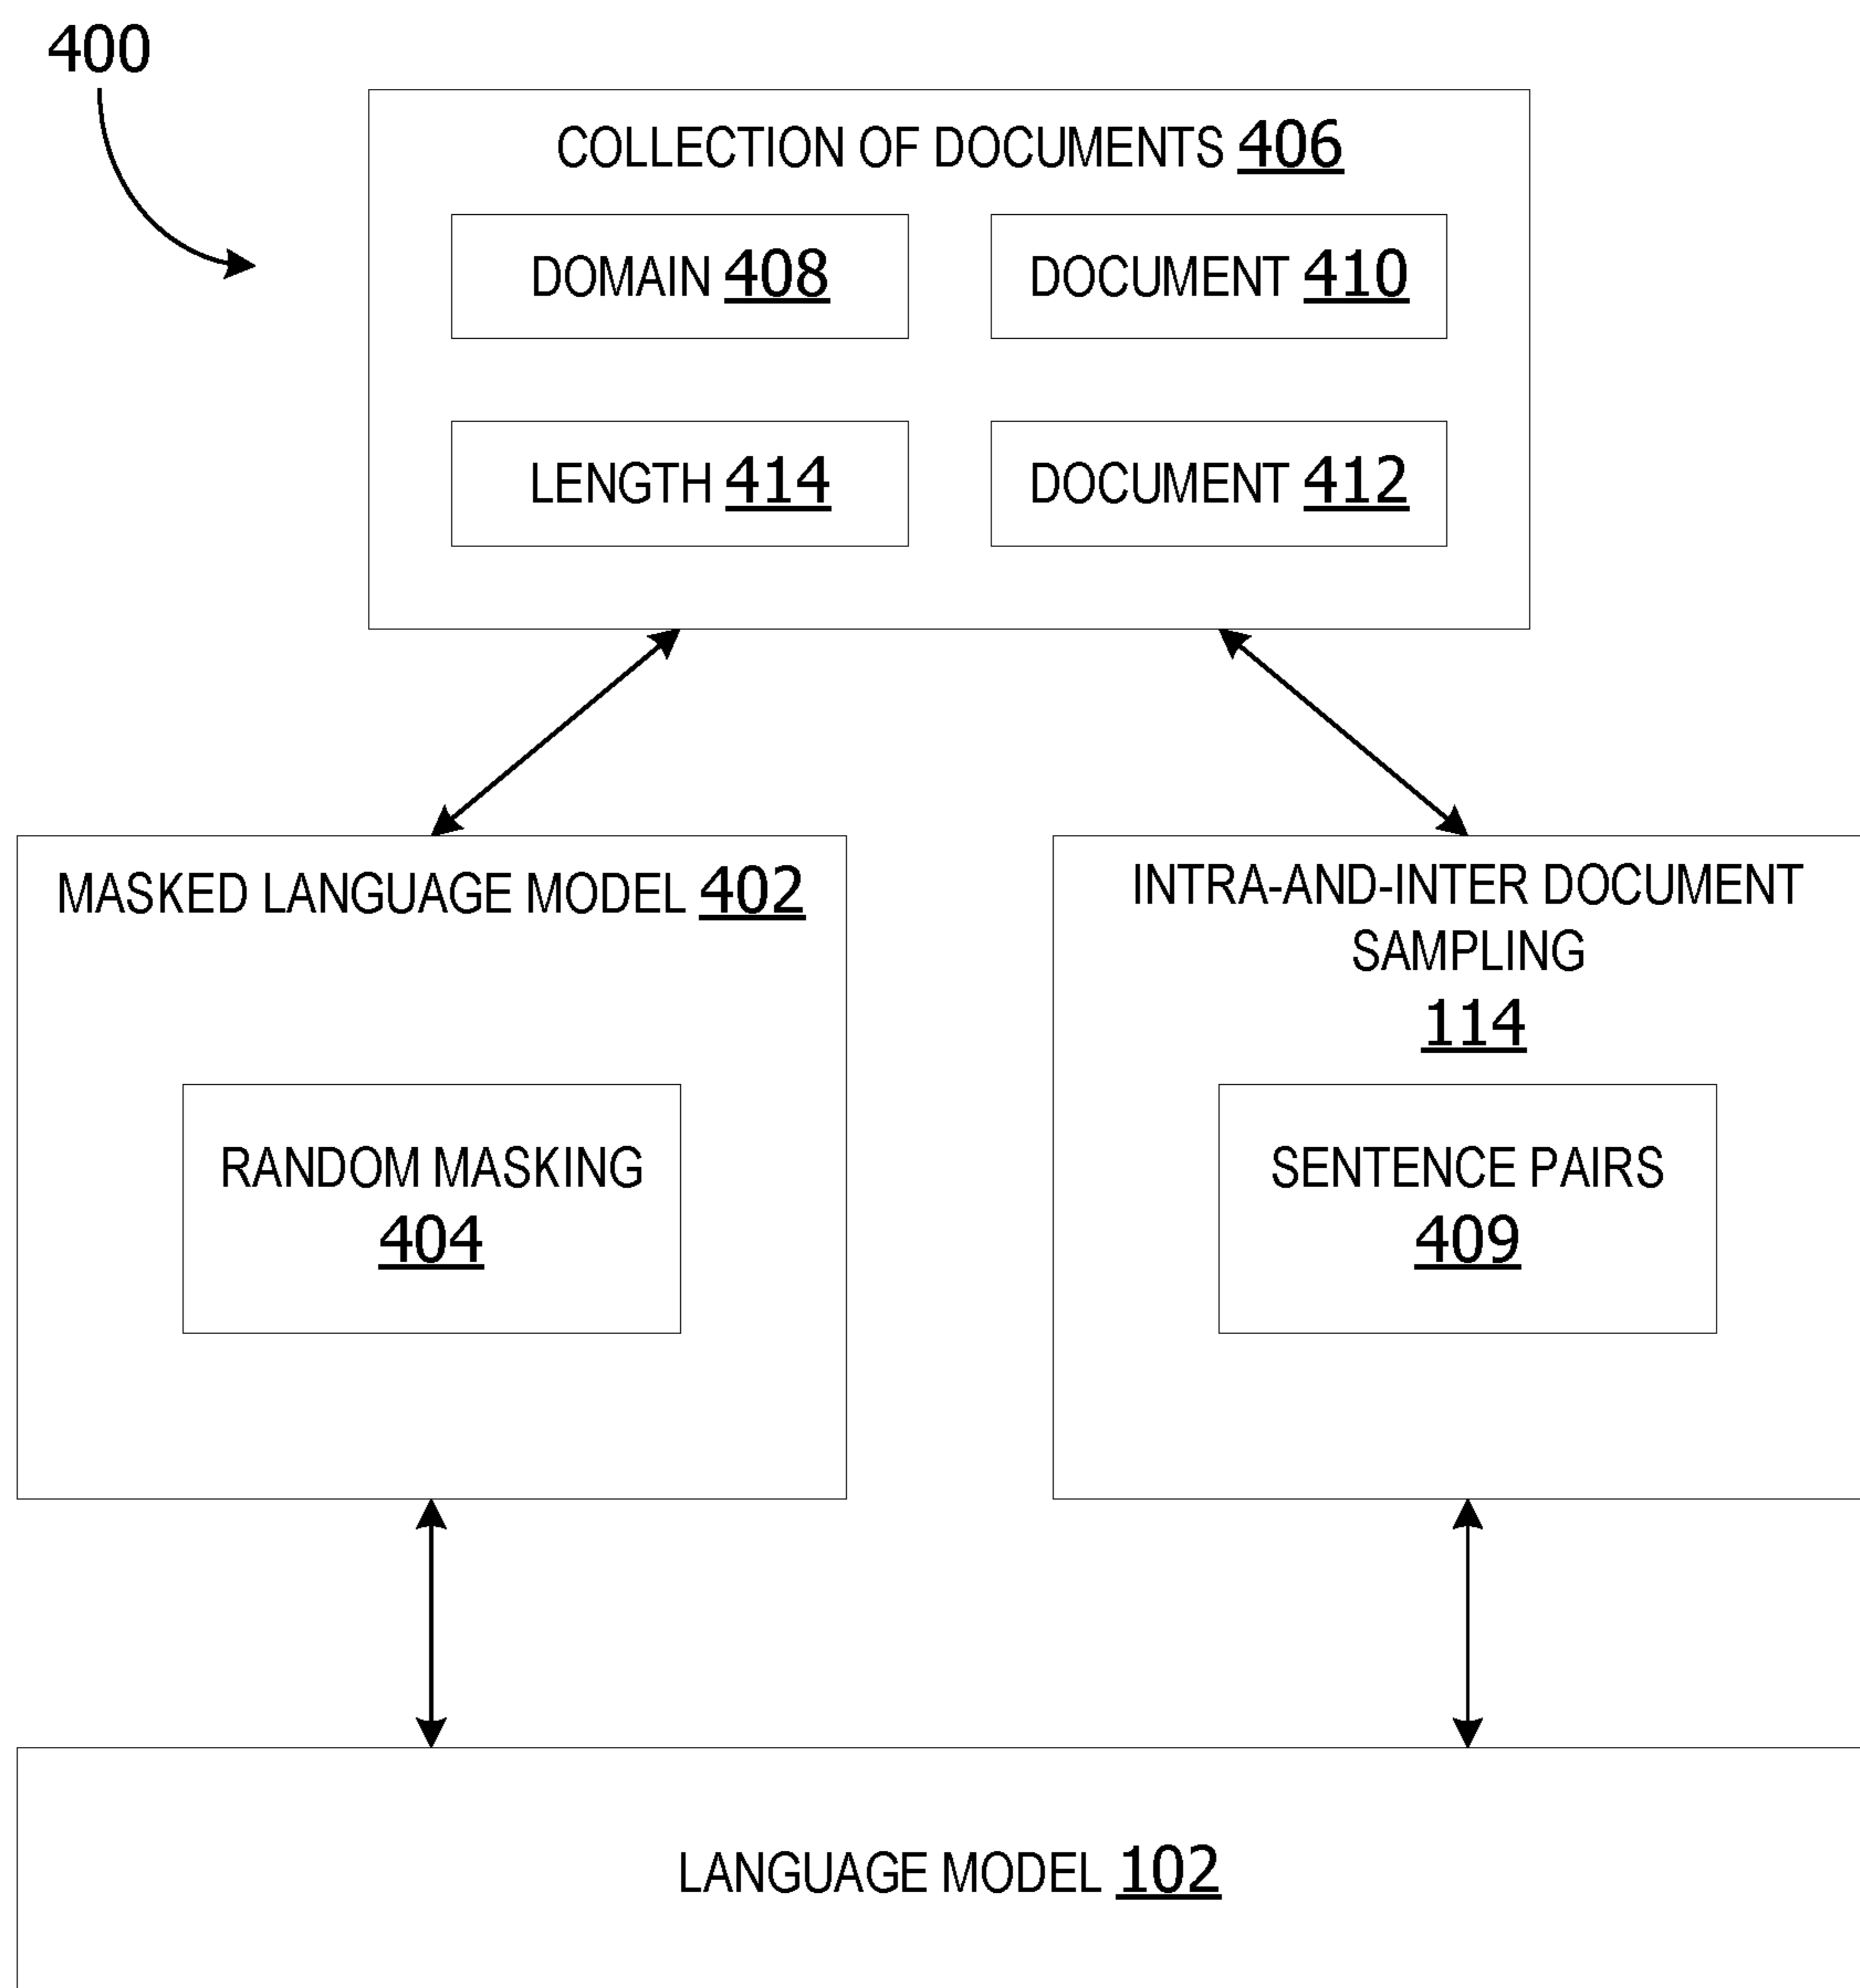 400
COLLECTION OF DOCUMENTS 406
DOMAIN 408
DOCUMENT 410
LENGTH 414
DOCUMENT 412
MASKED LANGUAGE MODEL 402
RANDOM MASKING
404
INTRA-AND-INTER DOCUMENT
SAMPLING
114
SENTENCE PAIRS
409
LANGUAGE MODEL 102